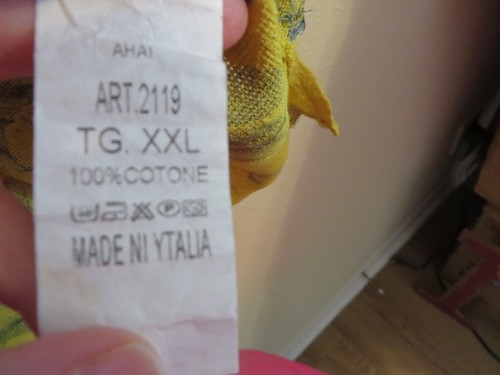 AHAI
ART.2119
TG. XXL
100%COTONE
MADE NI YTALIA